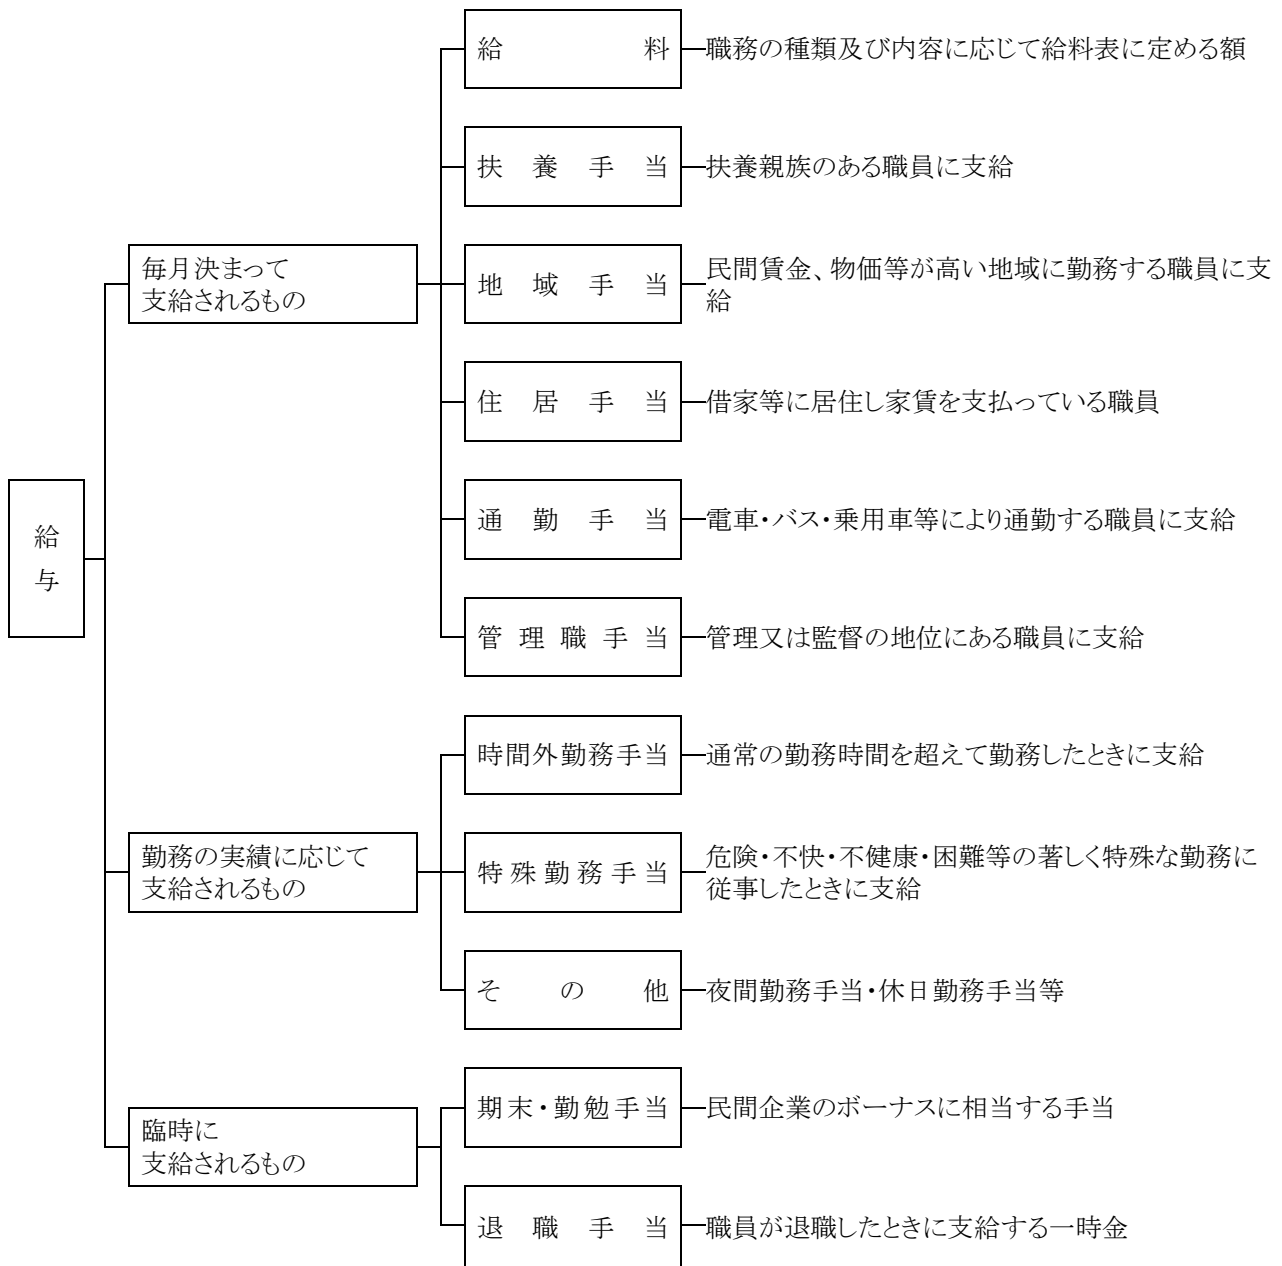 給与
毎月決まって
支給されるもの
給料
職務の種類及び内容に応じて給料表に定める額
扶養手当
扶養親族のある職員に支給
地域手当
民間賃金、物価等が高い地域に勤務する職員に支
給
住居手当
借家等に居住し家賃を支払っている職員
通勤手当
電車・バス・乗用車等により通勤する職員に支給
管理職手当
管理又は監督の地位にある職員に支給
勤務の実績に応じて
支給されるもの
時間外勤務手当
通常の勤務時間を超えて勤務したときに支給
特殊勤務手当
危険・不快・不健康・困難等の著しく特殊な勤務に
従事したときに支給
その他
夜間勤務手当・休日勤務手当等
臨時に
支給されるもの
期末・勤勉手当
民間企業のボーナスに相当する手当
退職手当
職員が退職したときに支給する一時金